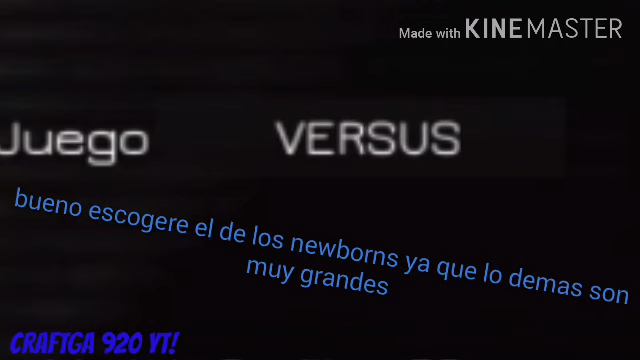 Made with KINEMASTER
Juego VERSUS
bueno escogere el de los newborns ya que lo demas son
muy grandes
CRAFTGA 920 YT!